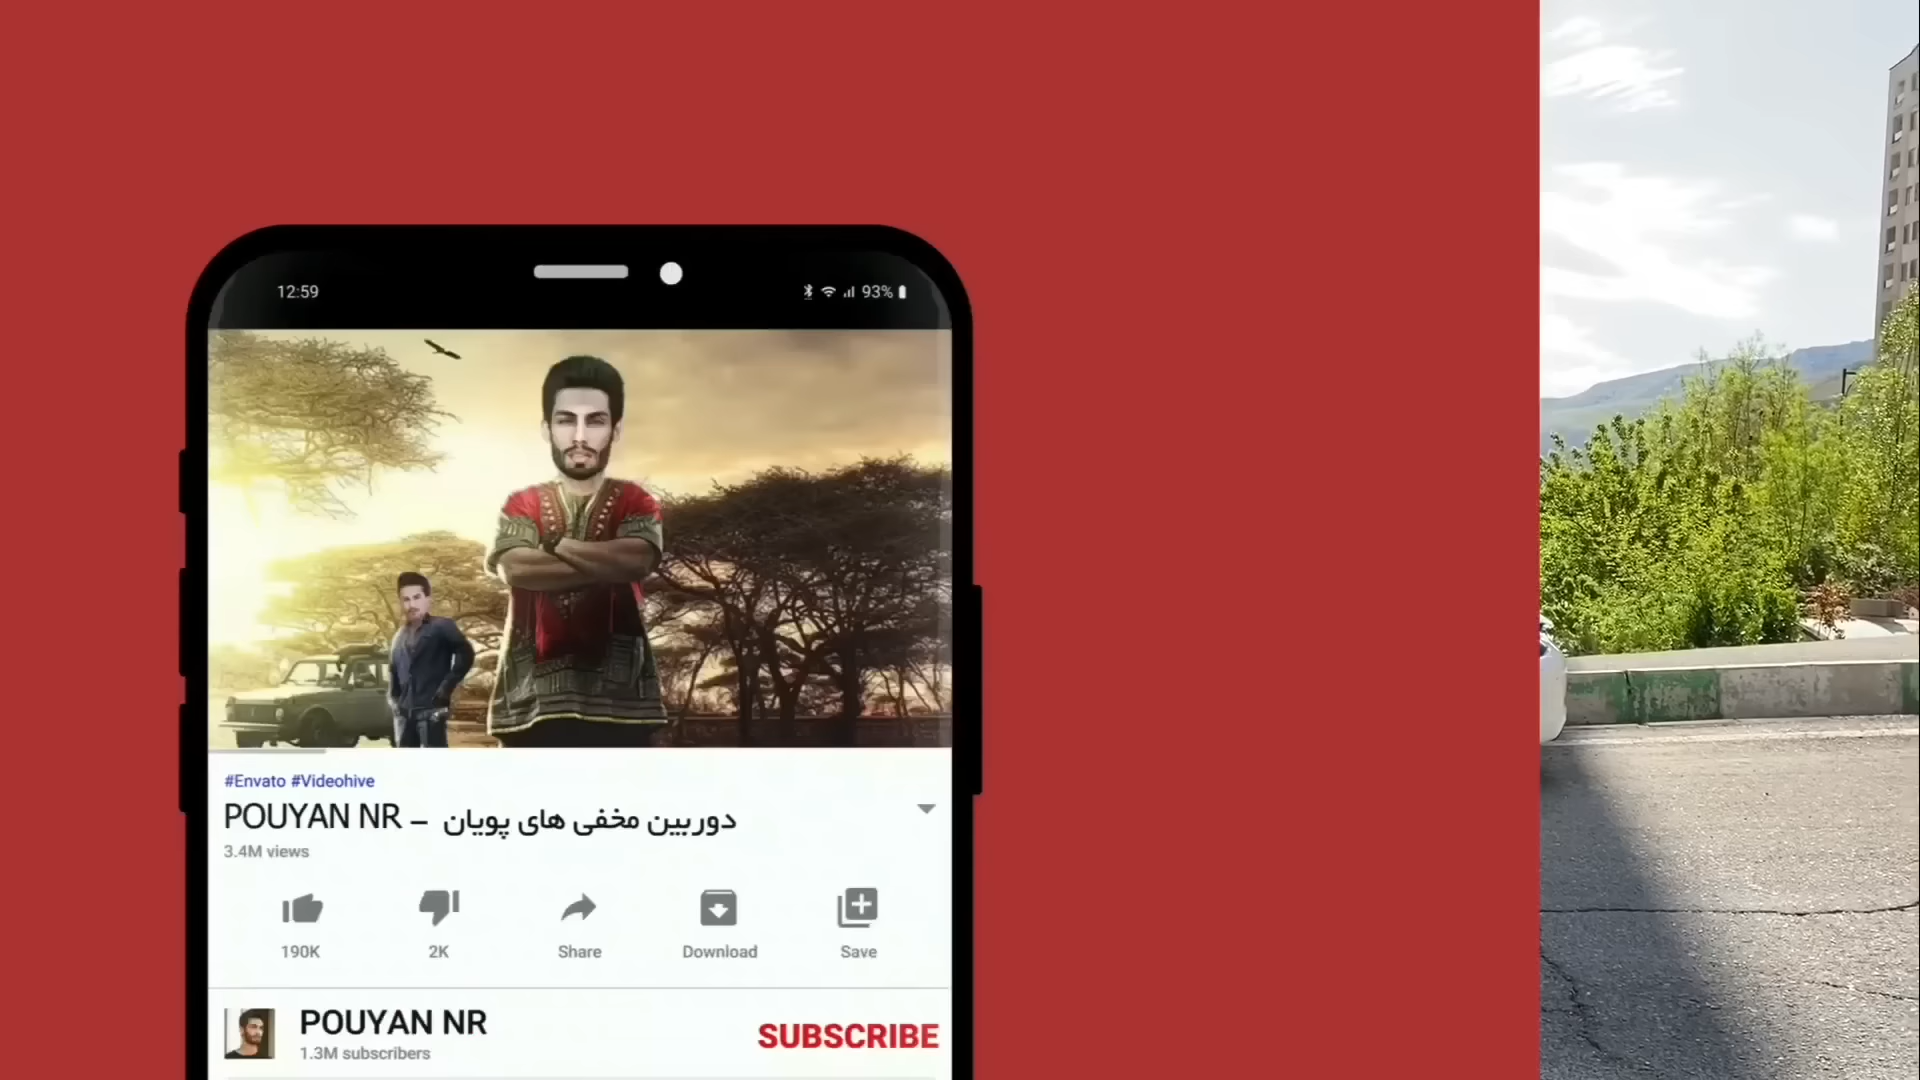 12:59
93%
#Envato #Videohive
POUYAN NR – دوربین مخفی های پویان
3.4M views
190K
2K
Share
Download
Save
POUYAN NR
1.3M subscribers
SUBSCRIBE